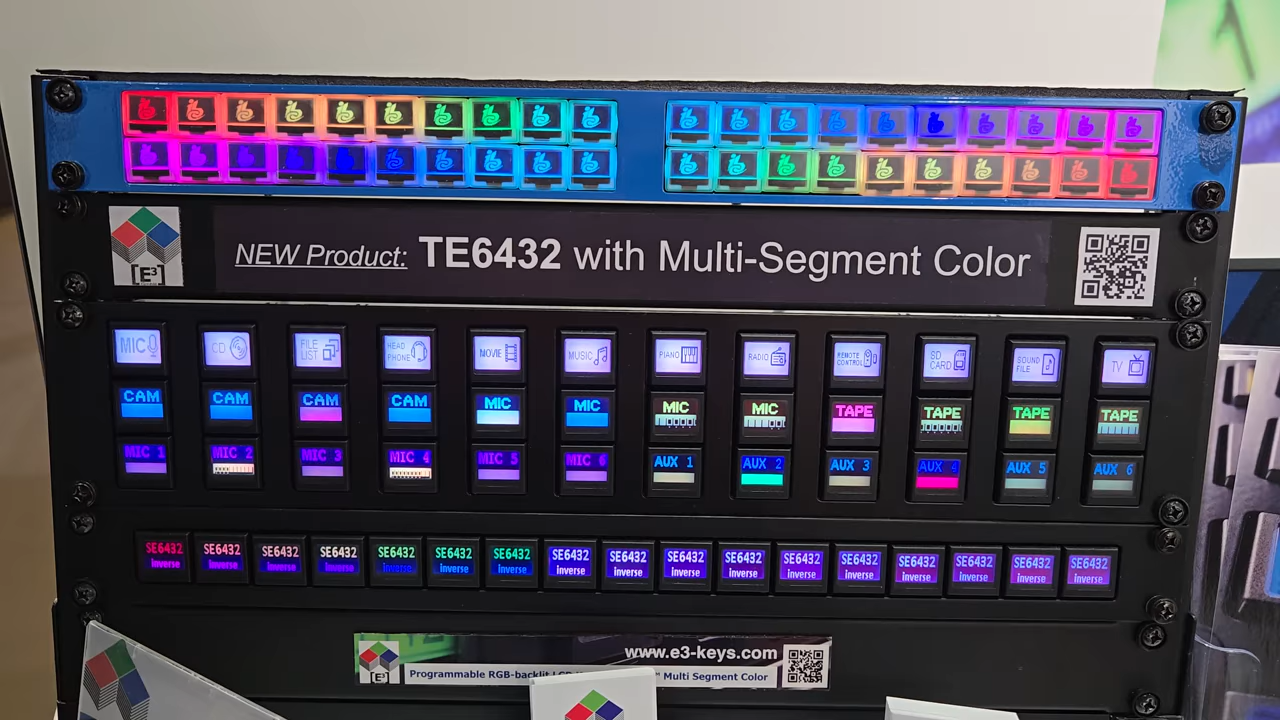 [E³]
NEW Product: TE6432 with Multi-Segment Color
MIC CD FILE LIST HEAD PHONE MOVIE MUSIC PIANO RADIO REMOTE CONTROL SD CARD SOUND FILE TV
CAM CAM CAM CAM MIC MIC MIC MIC TAPE TAPE TAPE TAPE
MIC 1 MIC 2 MIC 3 MIC 4 MIC 5 MIC 6 AUX 1 AUX 2 AUX 3 AUX 4 AUX 5 AUX 6
SE6432 SE6432 SE6432 SE6432 SE6432 SE6432 SE6432 SE6432 SE6432 SE6432 SE6432 SE6432 SE6432 SE6432 SE6432 SE6432 SE6432
inverse inverse inverse inverse inverse inverse inverse inverse inverse inverse inverse inverse inverse inverse inverse inverse inverse
www.e3-keys.com
[E³]
Programmable RGB-backlit LCD Multi Segment Color